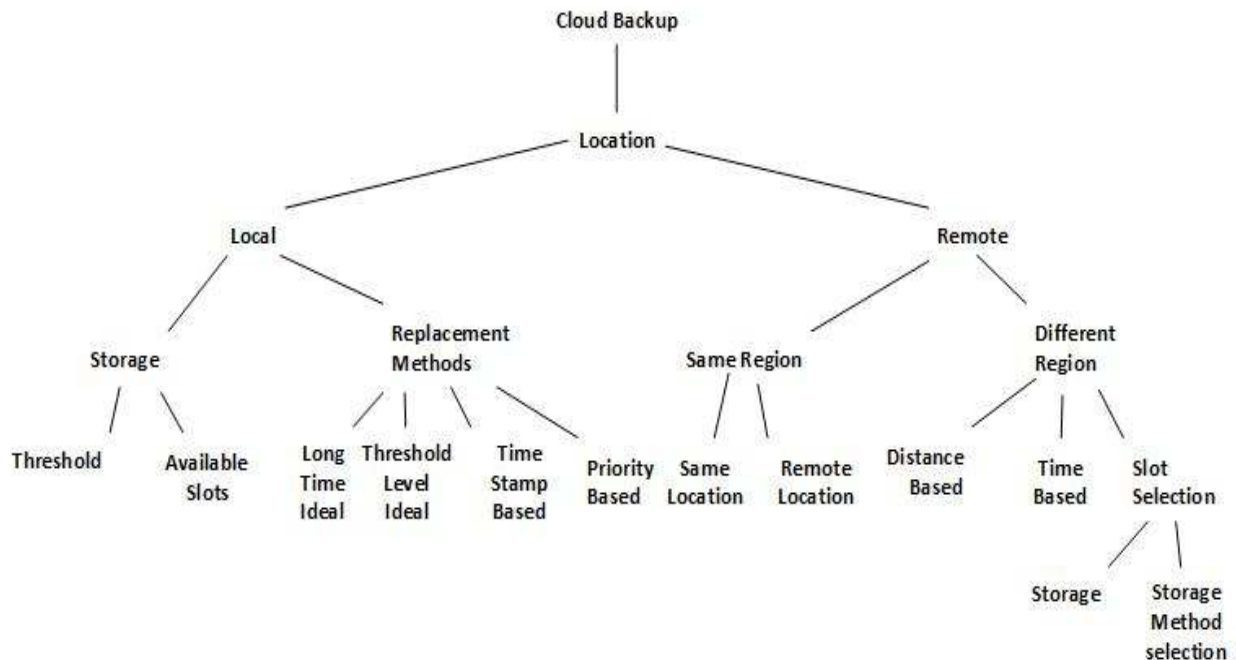 Cloud Backup
Location
Local
Remote
Storage
Replacement
Methods
Same Region
Different
Region
Threshold
Available
Slots
Long
Time
Ideal
Threshold
Level
Ideal
Time
Stamp
Based
Priority
Based
Same
Location
Remote
Location
Distance
Based
Time
Based
Slot
Selection
Storage
Storage
Method
selection